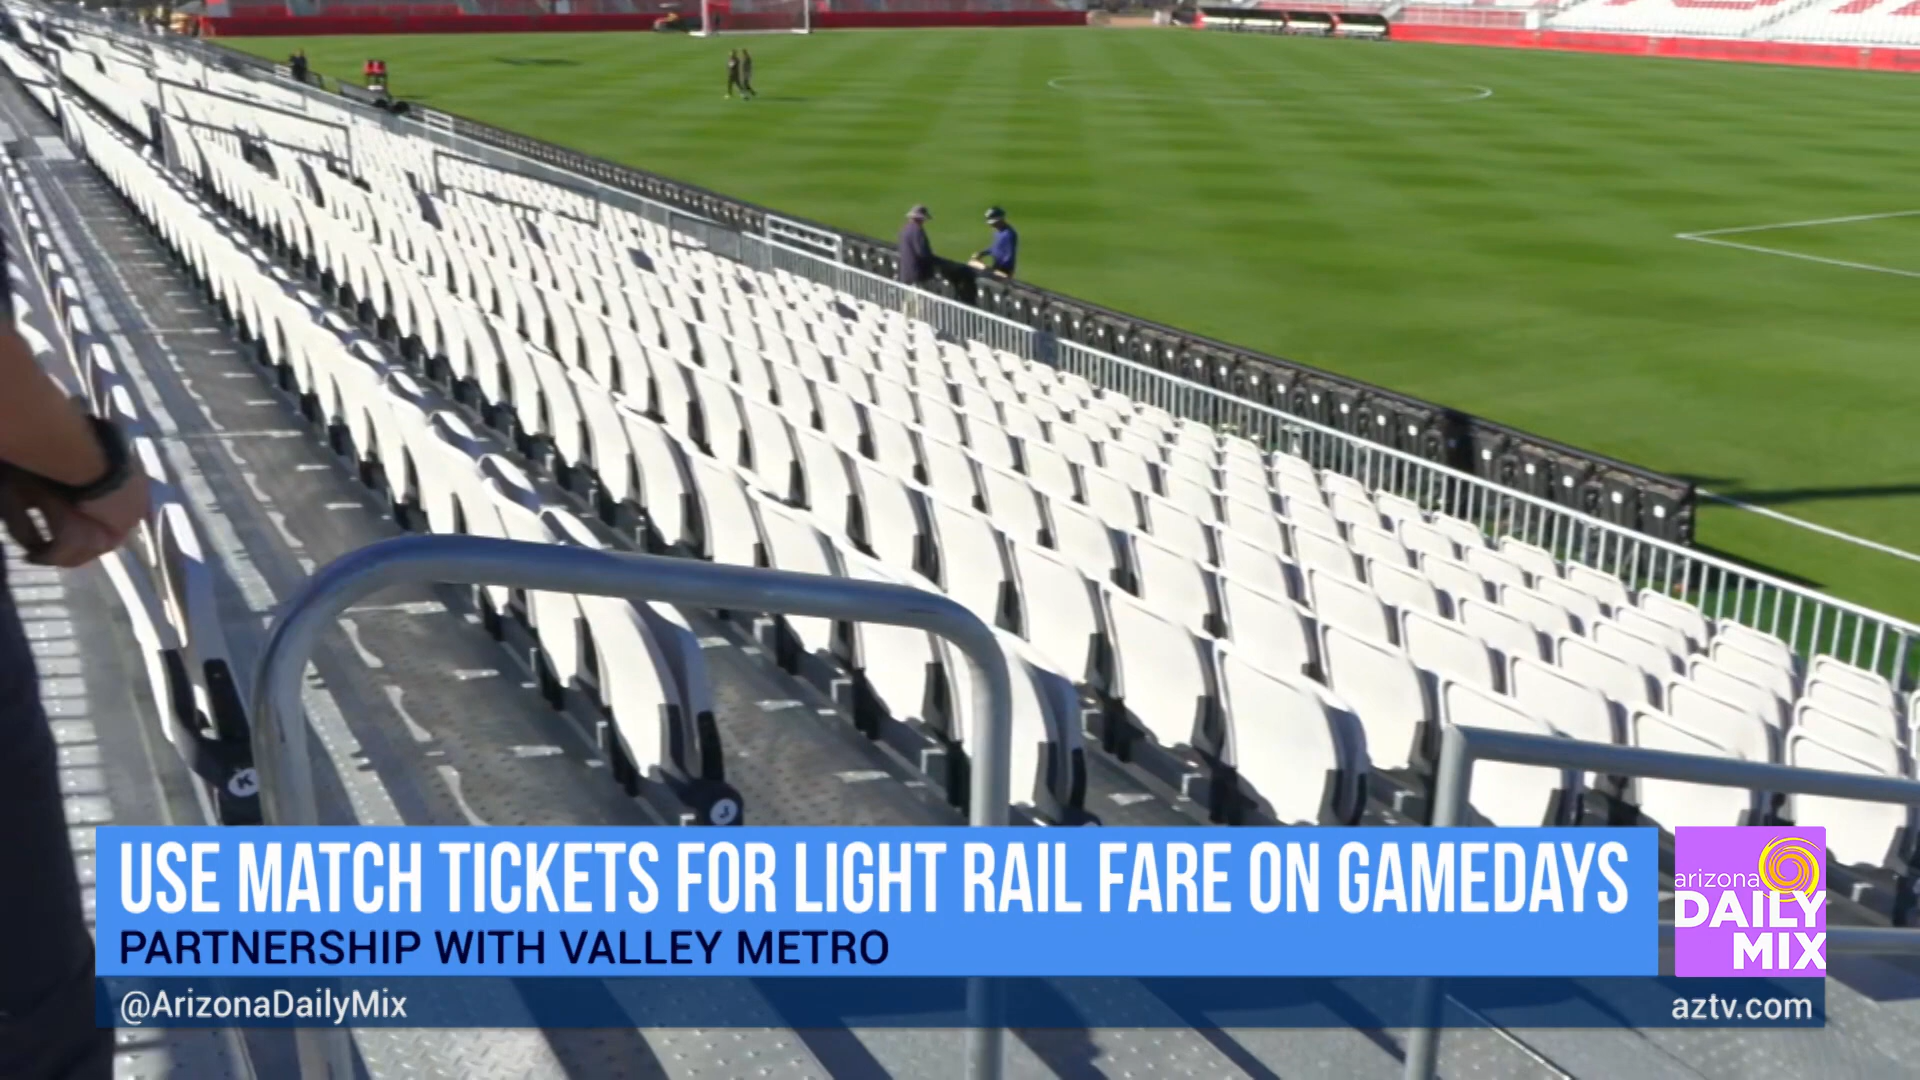 USE MATCH TICKETS FOR LIGHT RAIL FARE ON GAMEDAYS
PARTNERSHIP WITH VALLEY METRO
@ArizonaDailyMix
arizona
DAILY
MIX
aztv.com
K
J